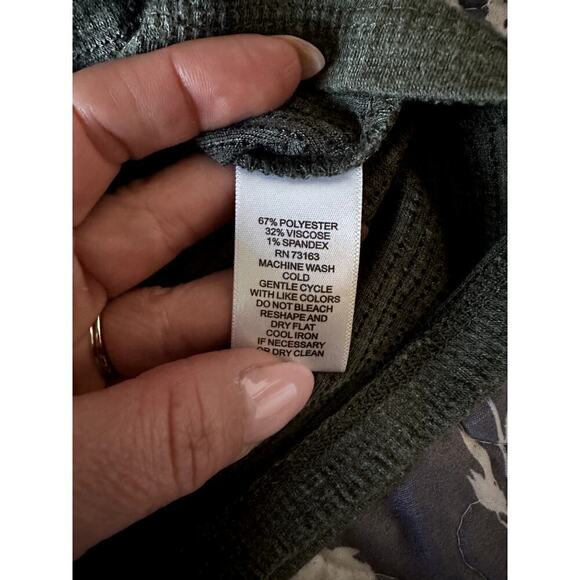 67% POLYESTER
32% VISCOSE
1% SPANDEX
RN 73163
MACHINE WASH
COLD
GENTLE CYCLE
WITH LIKE COLORS
DO NOT BLEACH
RESHAPE AND
DRY FLAT
COOL IRON
IF NECESSARY
OR DRY CLEAN